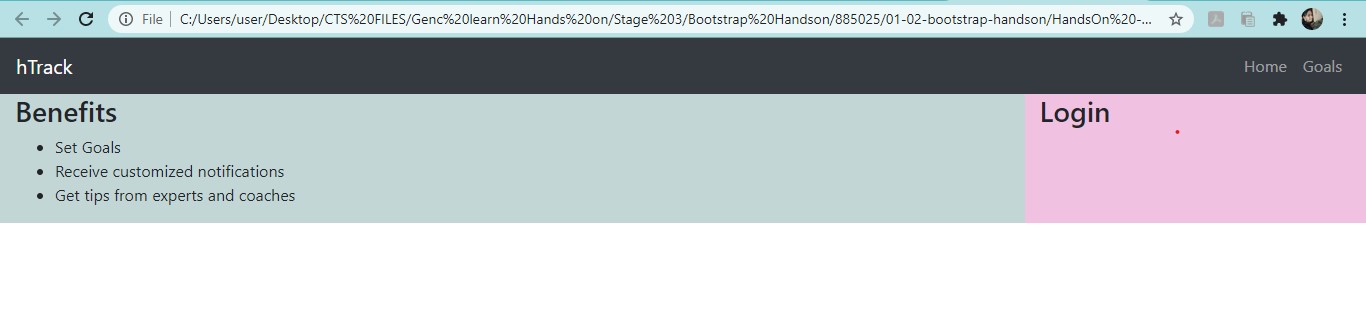 File C:/Users/user/Desktop/CTS%20FILES/Genc%20learn%20Hands%20on/Stage%203/Bootstrap%20Handson/885025/01-02-bootstrap-handson/HandsOn%20-...
hTrack Home Goals
Benefits
Set Goals
Receive customized notifications
Get tips from experts and coaches
Login